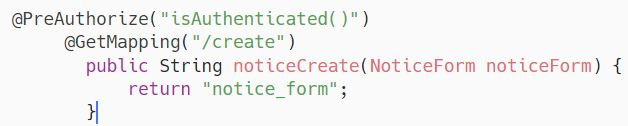 @PreAuthorize("isAuthenticated()")
@GetMapping("/create")
public String noticeCreate(NoticeForm noticeForm) {
return "notice_form";
}